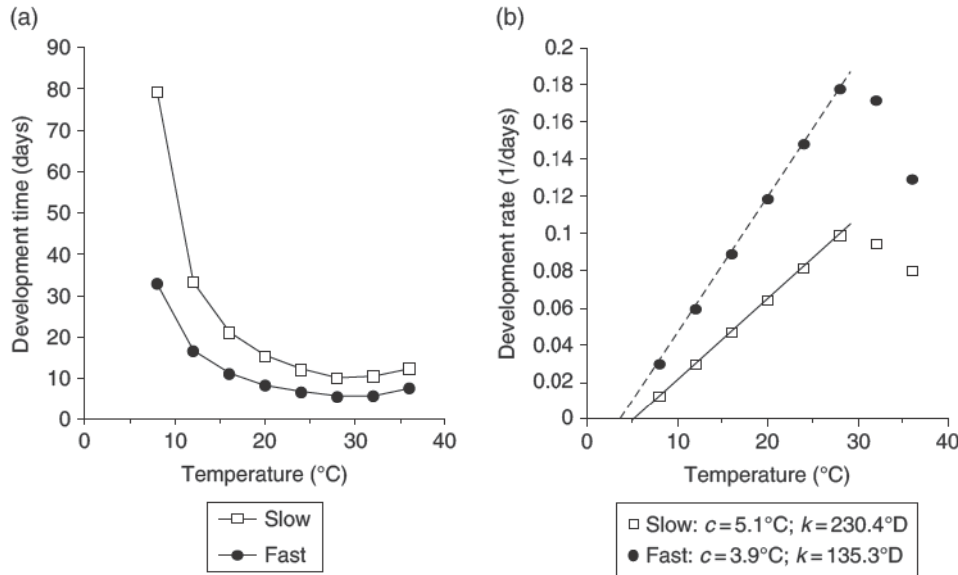 (a)
90
80
70
60
50
40
30
20
10
0
Development time (days)
0 10 20 30 40
Temperature (°C)
Slow
Fast
(b)
0.2
0.18
0.16
0.14
0.12
0.1
0.08
0.06
0.04
0.02
0
Development rate (1/days)
0 10 20 30 40
Temperature (°C)
Slow: c=5.1°C; k=230.4°D
Fast: c=3.9°C; k=135.3°D